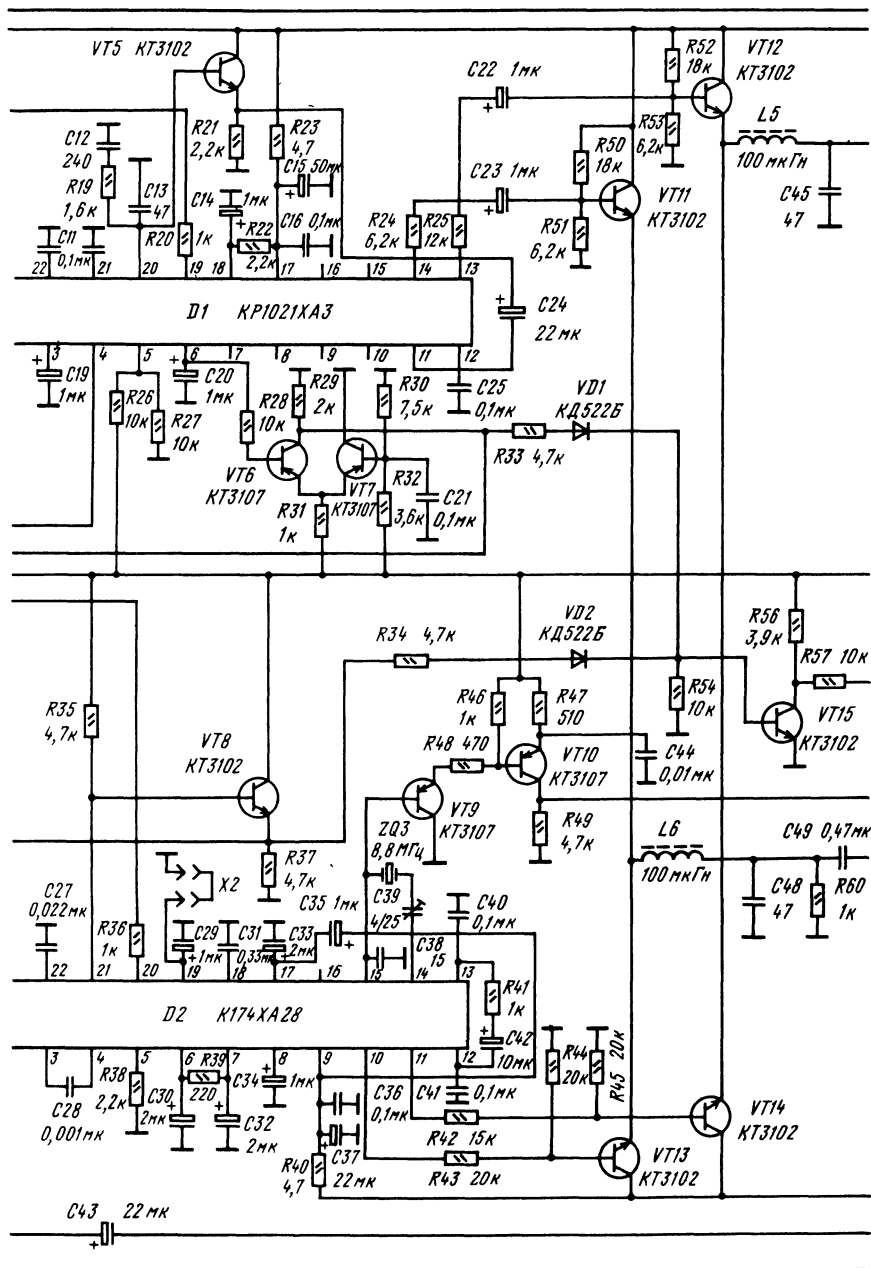 VT5 КТ3102
R52
18к
VT12
КТ3102
C22 1мк
+
R21
2,2к
R23
4,7
C12
240
R53
6,2к
L5
100 мкГн
R50
18к
C15 50мк
+
C23 1мк
+
R19
1,6к
C13
47
C14
1мк
+
VT11
КТ3102
C45
47
C16 0,1мк
R24
6,2к
R25
12к
R51
6,2к
C11
0,1мк
R20
1к
R22
2,2к
22 21 20 19 18 17 16 15 14 13
D1 КР1021ХА3
+
C24
22 мк
3 4 5 6 7 8 9 10 11 12
+
C19
1мк
+
C20
1мк
R26
10к
R27
10к
R28
10к
R29
2к
R30
7,5к
C25
0,1мк
VD1
КД522Б
R33 4,7к
VT6
КТ3107
VT7
КТ3107
R32
3,6к
C21
0,1мк
R31
1к
R34 4,7к
VD2
КД522Б
R56
3,9к
R57 10к
R35
4,7к
R46
1к
R47
510
R54
10к
VT15
КТ3102
VT8
КТ3102
R48 470
VT10
КТ3107
C44
0,01мк
VT9
КТ3107
R49
4,7к
L6
100мкГн
C49 0,47мк
ZQ3
8,8МГц
R37
4,7к
X2
C48
47
R60
1к
C27
0,022мк
C35 1мк
+
C39
4/25
C40
0,1мк
R36
1к
C29
+ 1мк
C31
0,33мк
C33
+ 2мк
C38
15
22 21 20 19 18 17 16 15 14 13
R41
1к
D2 К174ХА28
+
C42
10мк
3 4 5 6 7 8 9 10 11 12
R44
20к
R45 20к
C28
0,001мк
R38
2,2к
R39
220
C30
2мк
+
C34
1мк
+
C32
2мк
+
C36
0,1мк
C41 0,1мк
R42 15к
VT14
КТ3102
R40
4,7
C37
22мк
+
R43 20к
VT13
КТ3102
C43 22 мк
+